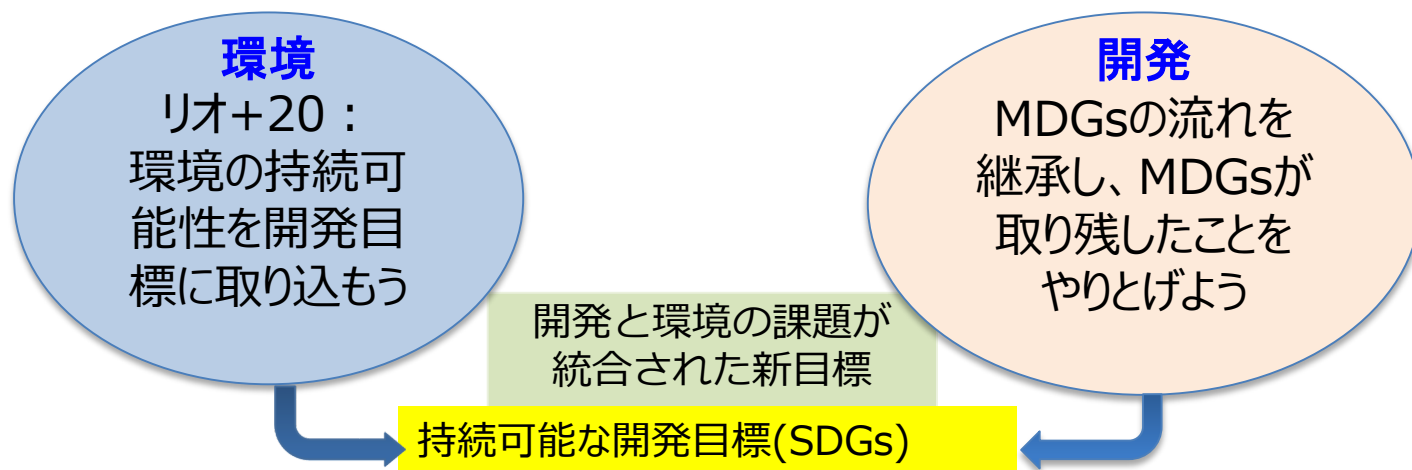 環境
リオ+20：
環境の持続可
能性を開発目
標に取り込もう
開発
MDGsの流れを
継承し、MDGsが
取り残したことを
やりとげよう
開発と環境の課題が
統合された新目標
持続可能な開発目標(SDGs)